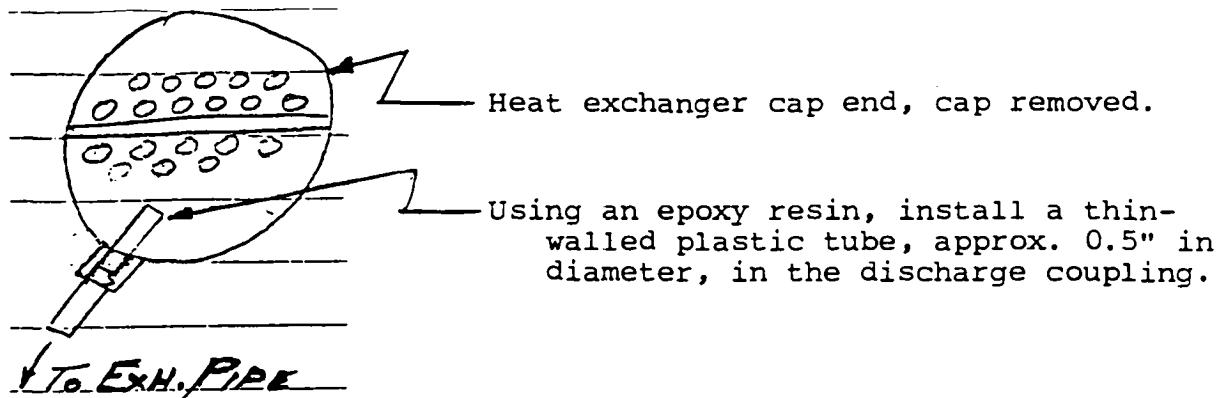 Heat exchanger cap end, cap removed.
Using an epoxy resin, install a thin-
walled plastic tube, approx. 0.5" in
diameter, in the discharge coupling.
To EXH. PIPE